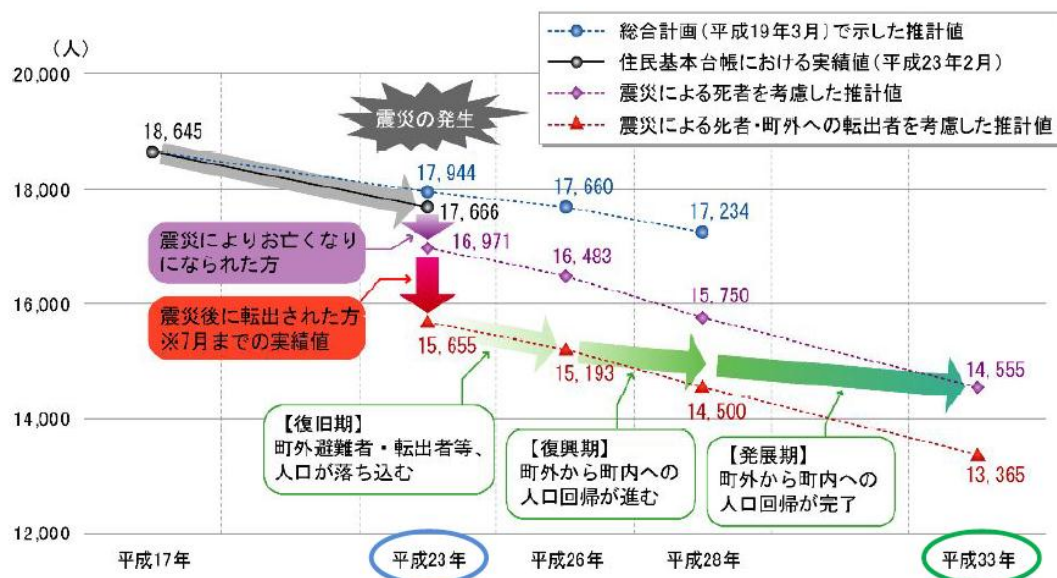 (人)
総合計画(平成19年3月)で示した推計値
住民基本台帳における実績値(平成23年2月)
震災による死者を考慮した推計値
震災による死者・町外への転出者を考慮した推計値
20,000
18,000
16,000
14,000
12,000
震災の発生
18,645
17,944
17,660
17,234
17,666
震災によりお亡くなり
になられた方
16,971
16,483
15,750
14,555
震災後に転出された方
※7月までの実績値
15,655
15,193
14,500
13,365
【復旧期】
町外避難者・転出者等、
人口が落ち込む
【復興期】
町外から町内への
人口回帰が進む
【発展期】
町外から町内への
人口回帰が完了
平成17年
平成23年
平成26年
平成28年
平成33年